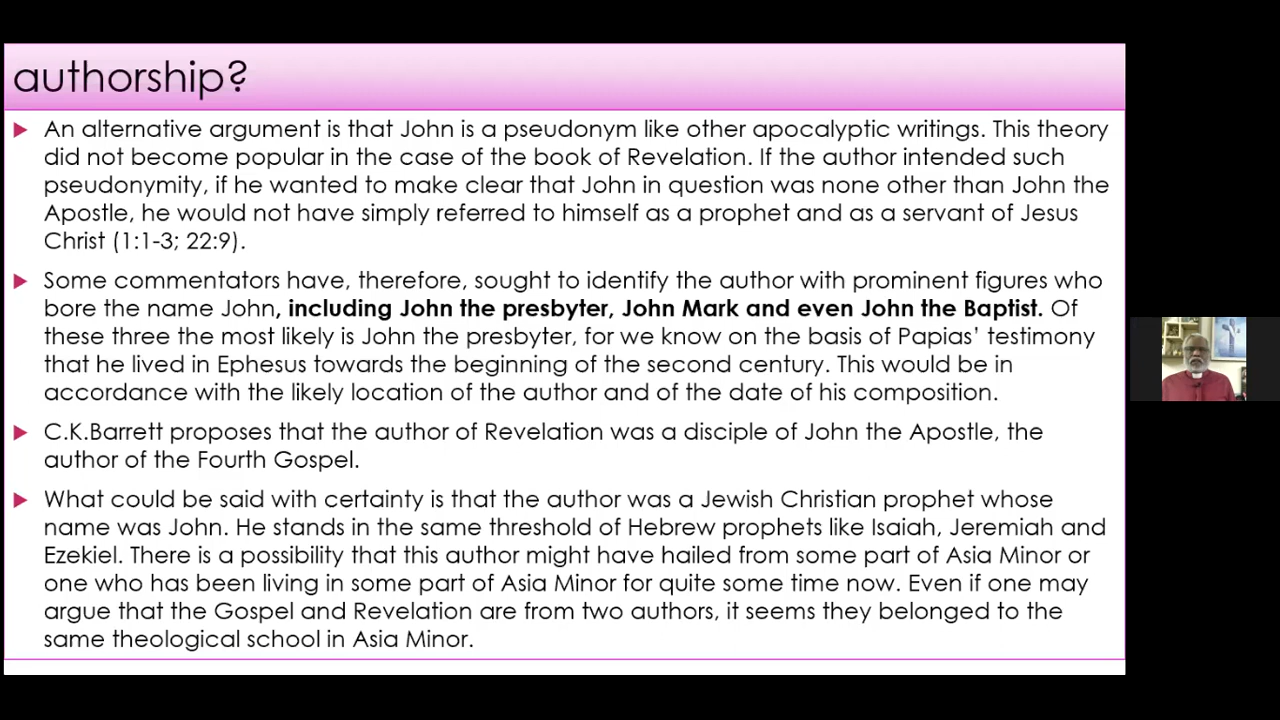 authorship?
An alternative argument is that John is a pseudonym like other apocalyptic writings. This theory
did not become popular in the case of the book of Revelation. If the author intended such
pseudonymity, if he wanted to make clear that John in question was none other than John the
Apostle, he would not have simply referred to himself as a prophet and as a servant of Jesus
Christ (1:1-3; 22:9).
Some commentators have, therefore, sought to identify the author with prominent figures who
bore the name John, including John the presbyter, John Mark and even John the Baptist. Of
these three the most likely is John the presbyter, for we know on the basis of Papias' testimony
that he lived in Ephesus towards the beginning of the second century. This would be in
accordance with the likely location of the author and of the date of his composition.
C.K.Barrett proposes that the author of Revelation was a disciple of John the Apostle, the
author of the Fourth Gospel.
What could be said with certainty is that the author was a Jewish Christian prophet whose
name was John. He stands in the same threshold of Hebrew prophets like Isaiah, Jeremiah and
Ezekiel. There is a possibility that this author might have hailed from some part of Asia Minor or
one who has been living in some part of Asia Minor for quite some time now. Even if one may
argue that the Gospel and Revelation are from two authors, it seems they belonged to the
same theological school in Asia Minor.